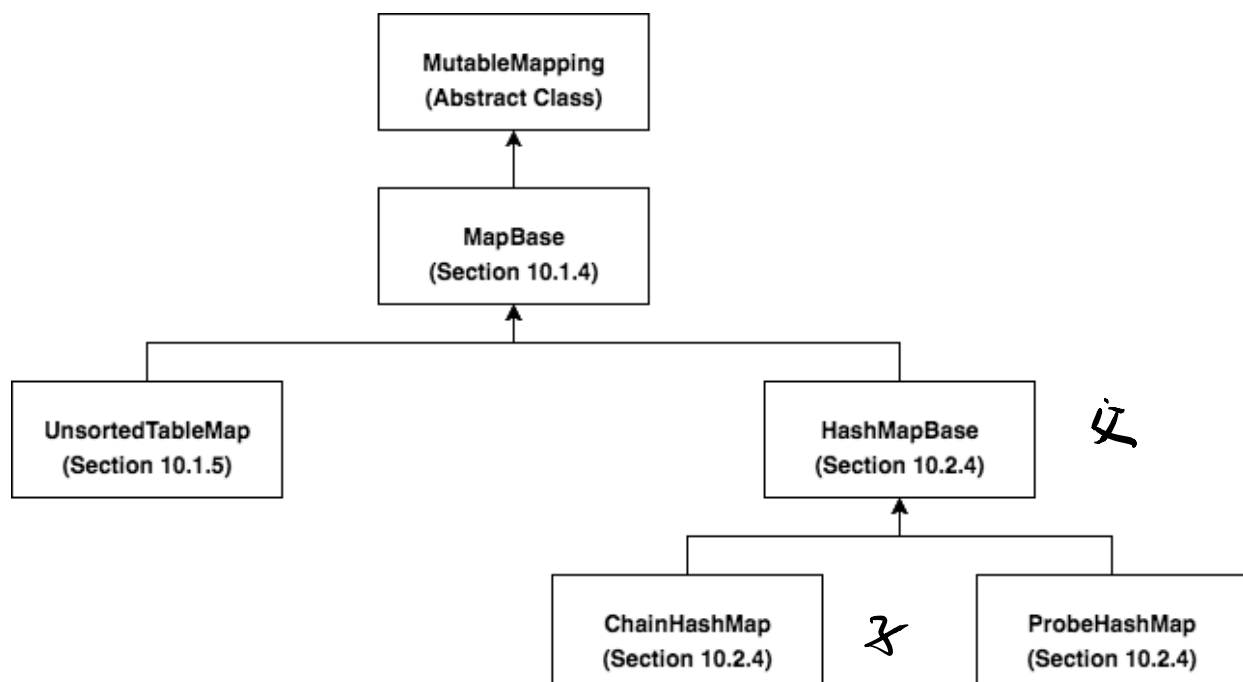 MutableMapping
(Abstract Class)
MapBase
(Section 10.1.4)
UnsortedTableMap
(Section 10.1.5)
HashMapBase
(Section 10.2.4)
ChainHashMap
(Section 10.2.4)
ProbeHashMap
(Section 10.2.4)